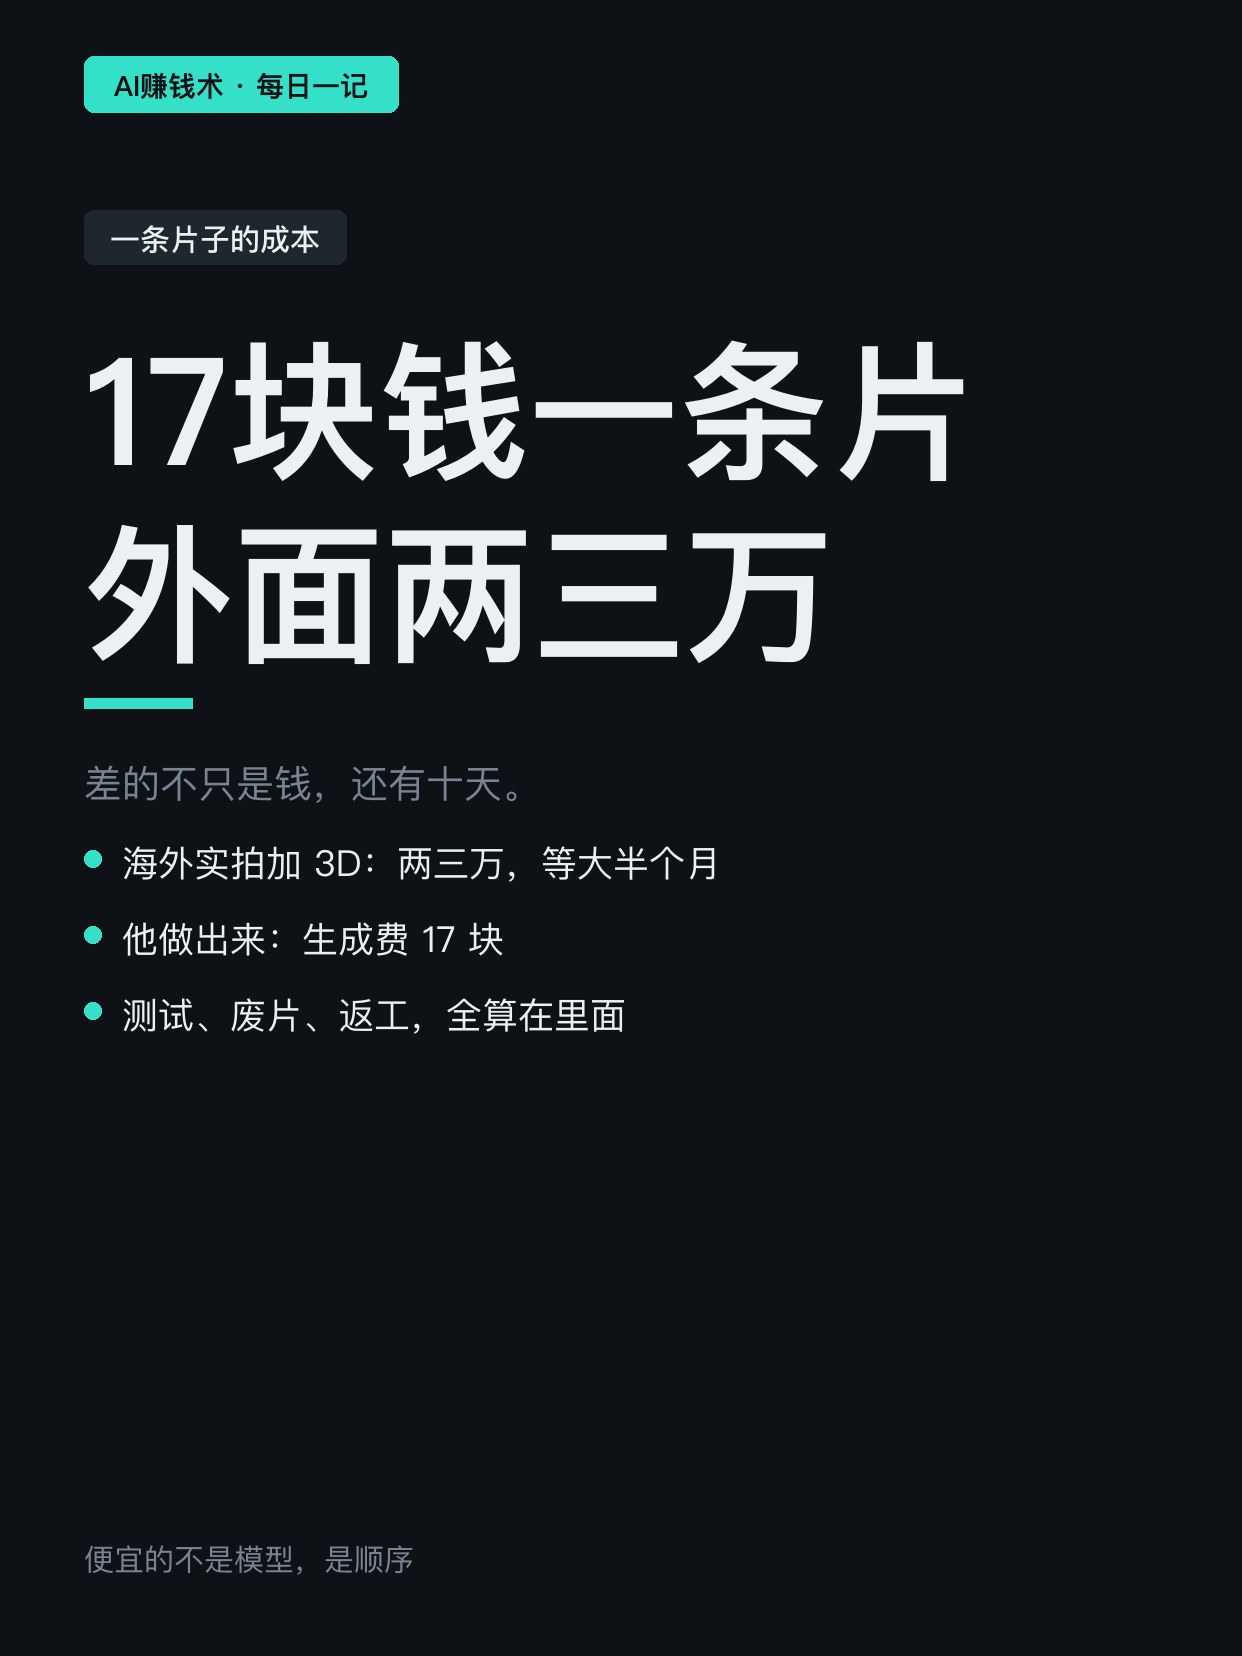 AI赚钱术 · 每日一记
一条片子的成本
17块钱一条片
外面两三万
差的不只是钱，还有十天。
海外实拍加 3D：两三万，等大半个月
他做出来：生成费 17 块
测试、废片、返工，全算在里面
便宜的不是模型，是顺序